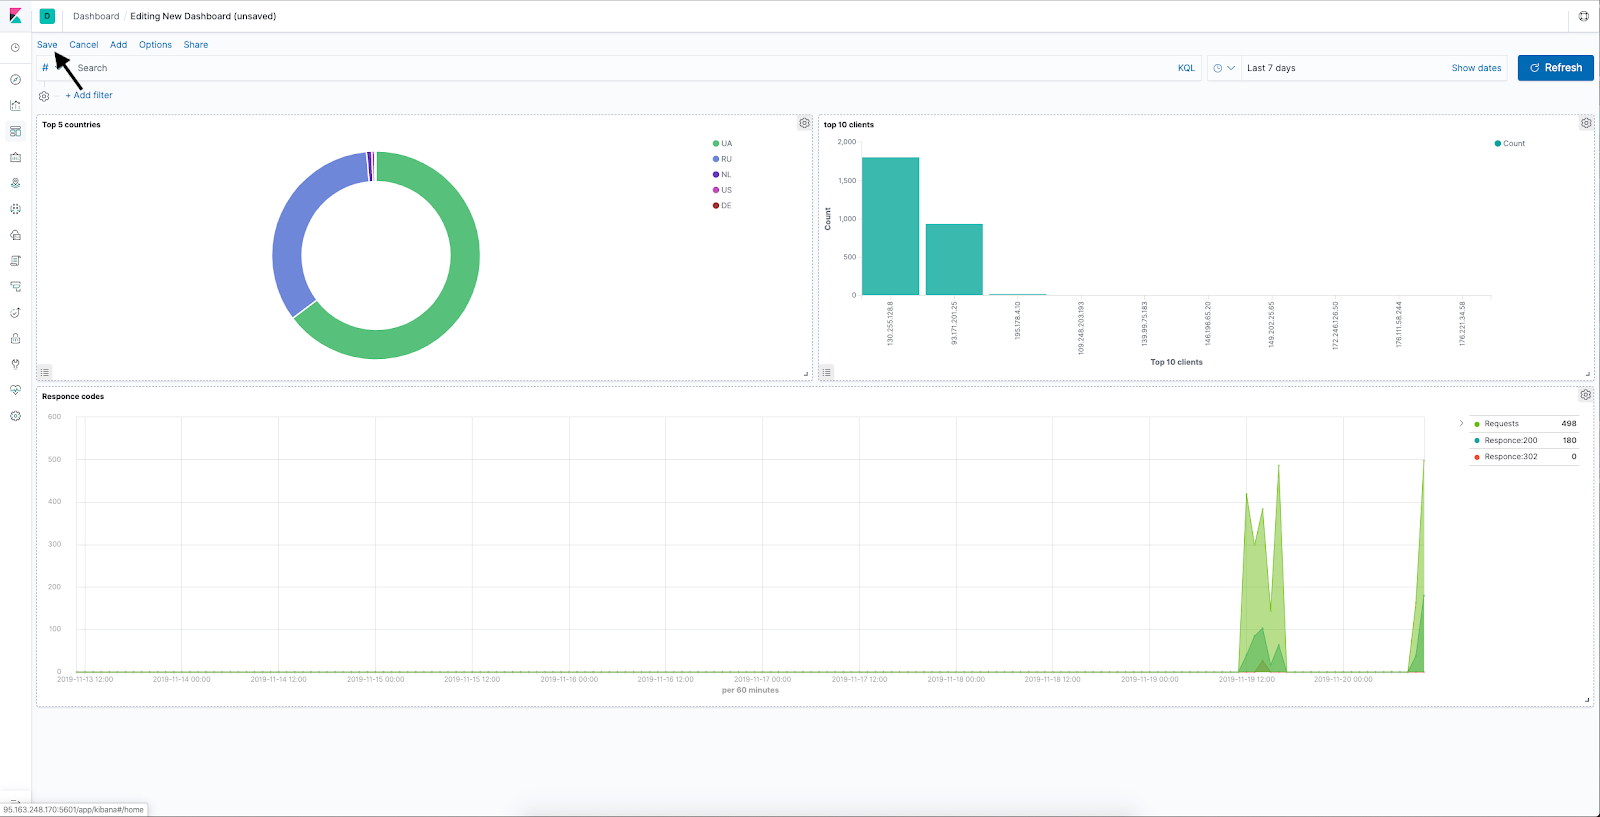 D Dashboard Editing New Dashboard (unsaved)
Save Cancel Add Options Share
# Search KQL Last 7 days Show dates Refresh
+ Add filter
Top 5 countries
UA
RU
NL
US
DE
top 10 clients
Count
2,000
1,500
1,000
500
0
Count
130.255.128.8
93.171.201.25
195.178.4.10
109.248.203.193
139.99.75.183
146.196.65.20
149.202.25.65
172.246.126.50
176.111.58.244
176.221.34.58
Top 10 clients
Responce codes
600
500
400
300
200
100
0
2019-11-13 12:00 2019-11-14 00:00 2019-11-14 12:00 2019-11-15 00:00 2019-11-15 12:00 2019-11-16 00:00 2019-11-16 12:00 2019-11-17 00:00 2019-11-17 12:00 2019-11-18 00:00 2019-11-18 12:00 2019-11-19 00:00 2019-11-19 12:00 2019-11-20 00:00
per 60 minutes
Requests 498
Responce:200 180
Responce:302 0
95.163.248.170:5601/app/kibana#/home